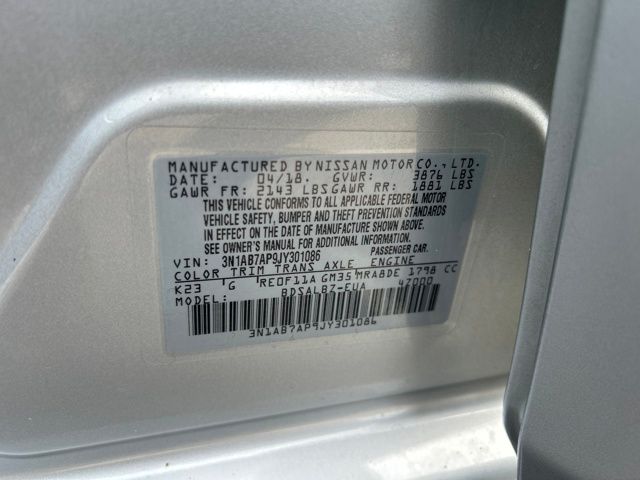 MANUFACTURED BY NISSAN MOTOR CO., LTD.
DATE: 04/18. GVWR: 3876 LBS
GAWR FR: 2143 LBS GAWR RR: 1881 LBS
THIS VEHICLE CONFORMS TO ALL APPLICABLE FEDERAL MOTOR
VEHICLE SAFETY, BUMPER AND THEFT PREVENTION STANDARDS
IN EFFECT ON THE DATE OF MANUFACTURE SHOWN ABOVE.
SEE OWNER'S MANUAL FOR ADDITIONAL INFORMATION
VIN: 3N1AB7AP9JY301086 PASSENGER CAR.
COLOR TRIM TRANS AXLE ENGINE
K23 G RE0F11A GM35 MRA8DE 1798 CC
BDSALBZ-EUA 47000
3N1AB7AP9JY301086